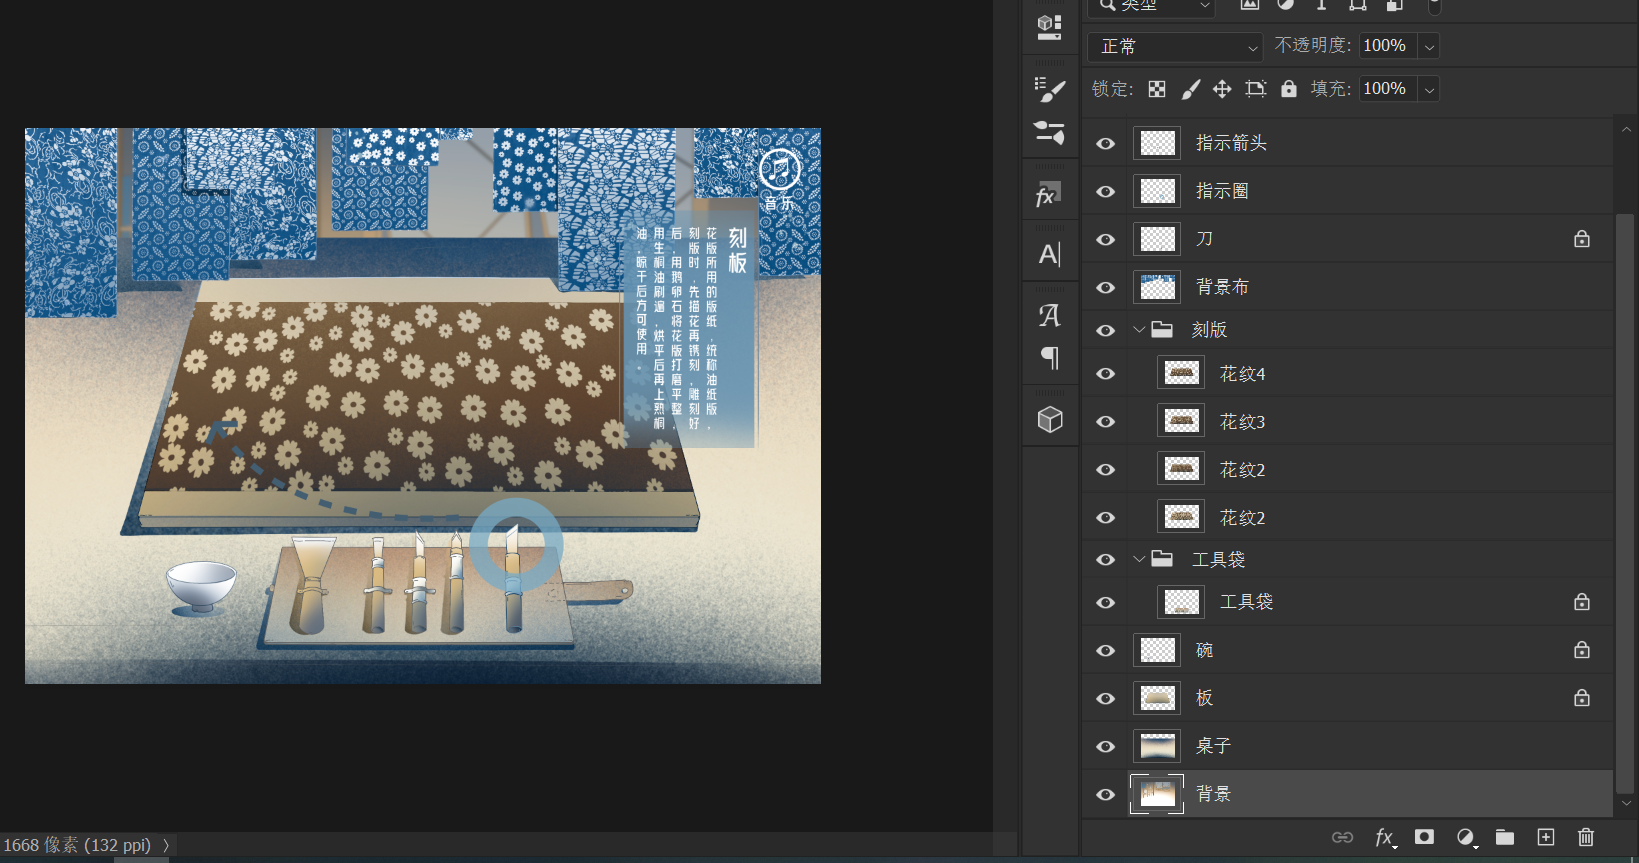 音乐
刻板
花版所用的版纸，统称油纸版，
刻版时，先描花再镌刻，雕刻好
后，用鹅卵石将花版打磨平整，
用生桐油刷遍，烘平后再上熟桐
油，晾干后方可使用。
1668 像素 (132 ppi)
类型
正常
不透明度: 100%
锁定:
填充: 100%
指示箭头
指示圈
刀
背景布
刻版
花纹4
花纹3
花纹2
花纹2
工具袋
工具袋
碗
板
桌子
背景